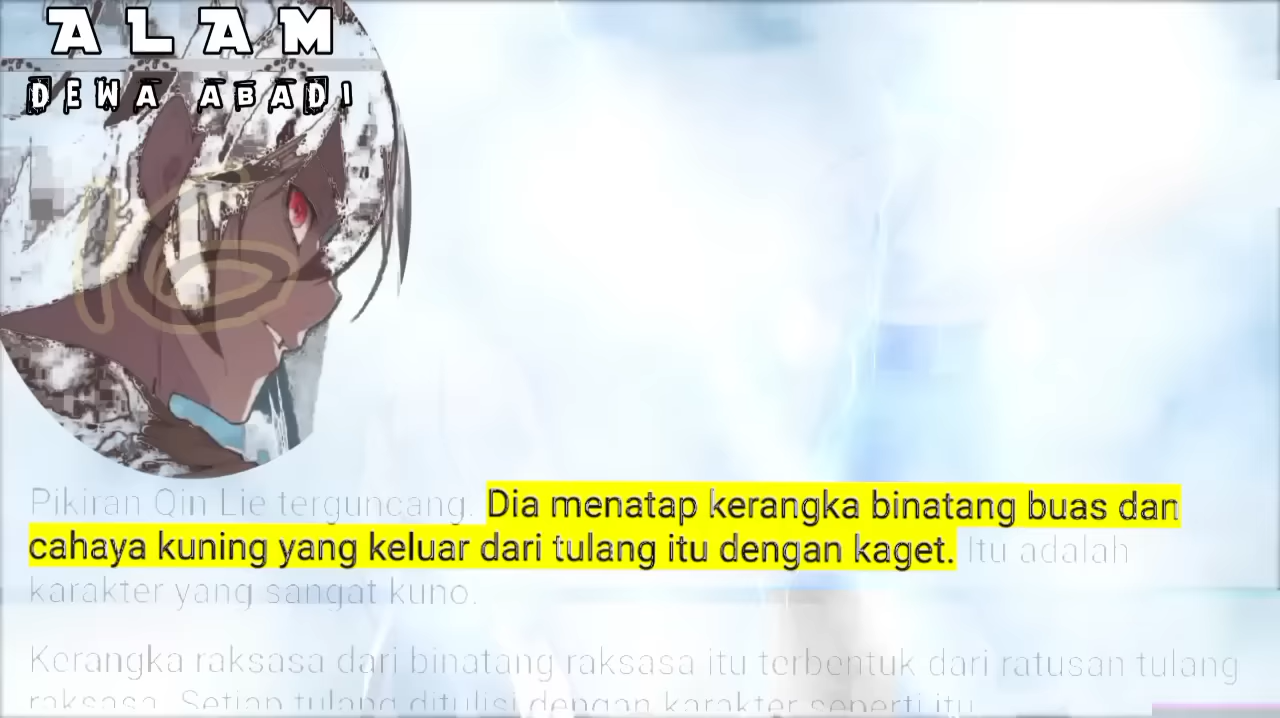 ALAM
DEWA ABADI
Pikiran Qin Lie terguncang. Dia menatap kerangka binatang buas dan
cahaya kuning yang keluar dari tulang itu dengan kaget. Itu adalah
karakter yang sangat kuno.
Kerangka raksasa dari binatang raksasa itu terbentuk dari ratusan tulang
raksasa. Setiap tulang ditulisi dengan karakter seperti itu